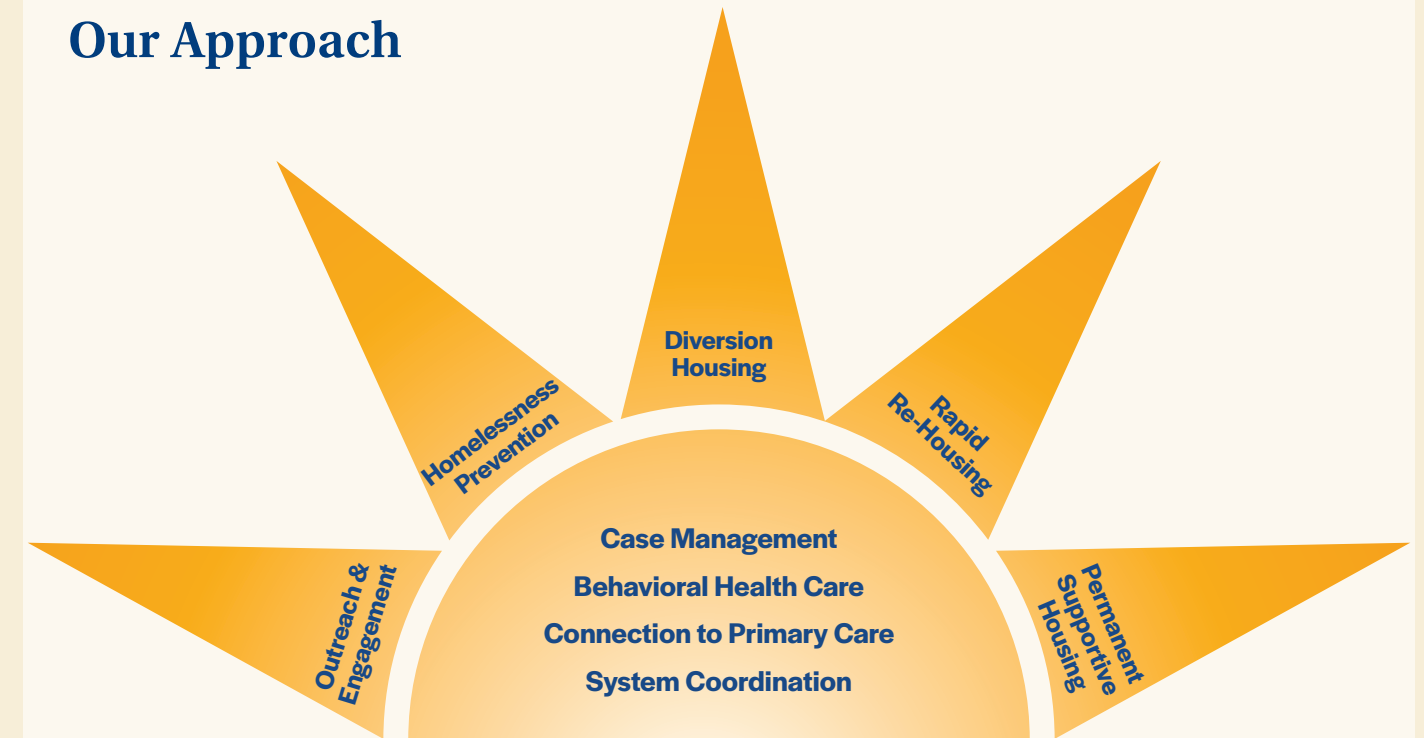 Our Approach
Outreach &
Engagement
Homelessness
Prevention
Diversion
Housing
Rapid
Re-Housing
Permanent
Supportive
Housing
Case Management
Behavioral Health Care
Connection to Primary Care
System Coordination